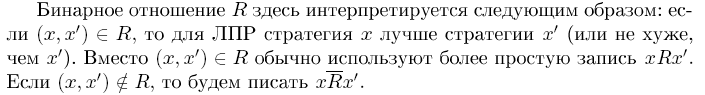 Бинарное отношение R здесь интерпретируется следующим образом: ес-
ли (x, x′) ∈ R, то для ЛПР стратегия x лучше стратегии x′ (или не хуже,
чем x′). Вместо (x, x′) ∈ R обычно используют более простую запись xRx′.
Если (x, x′) ∉ R, то будем писать xR̅x′.